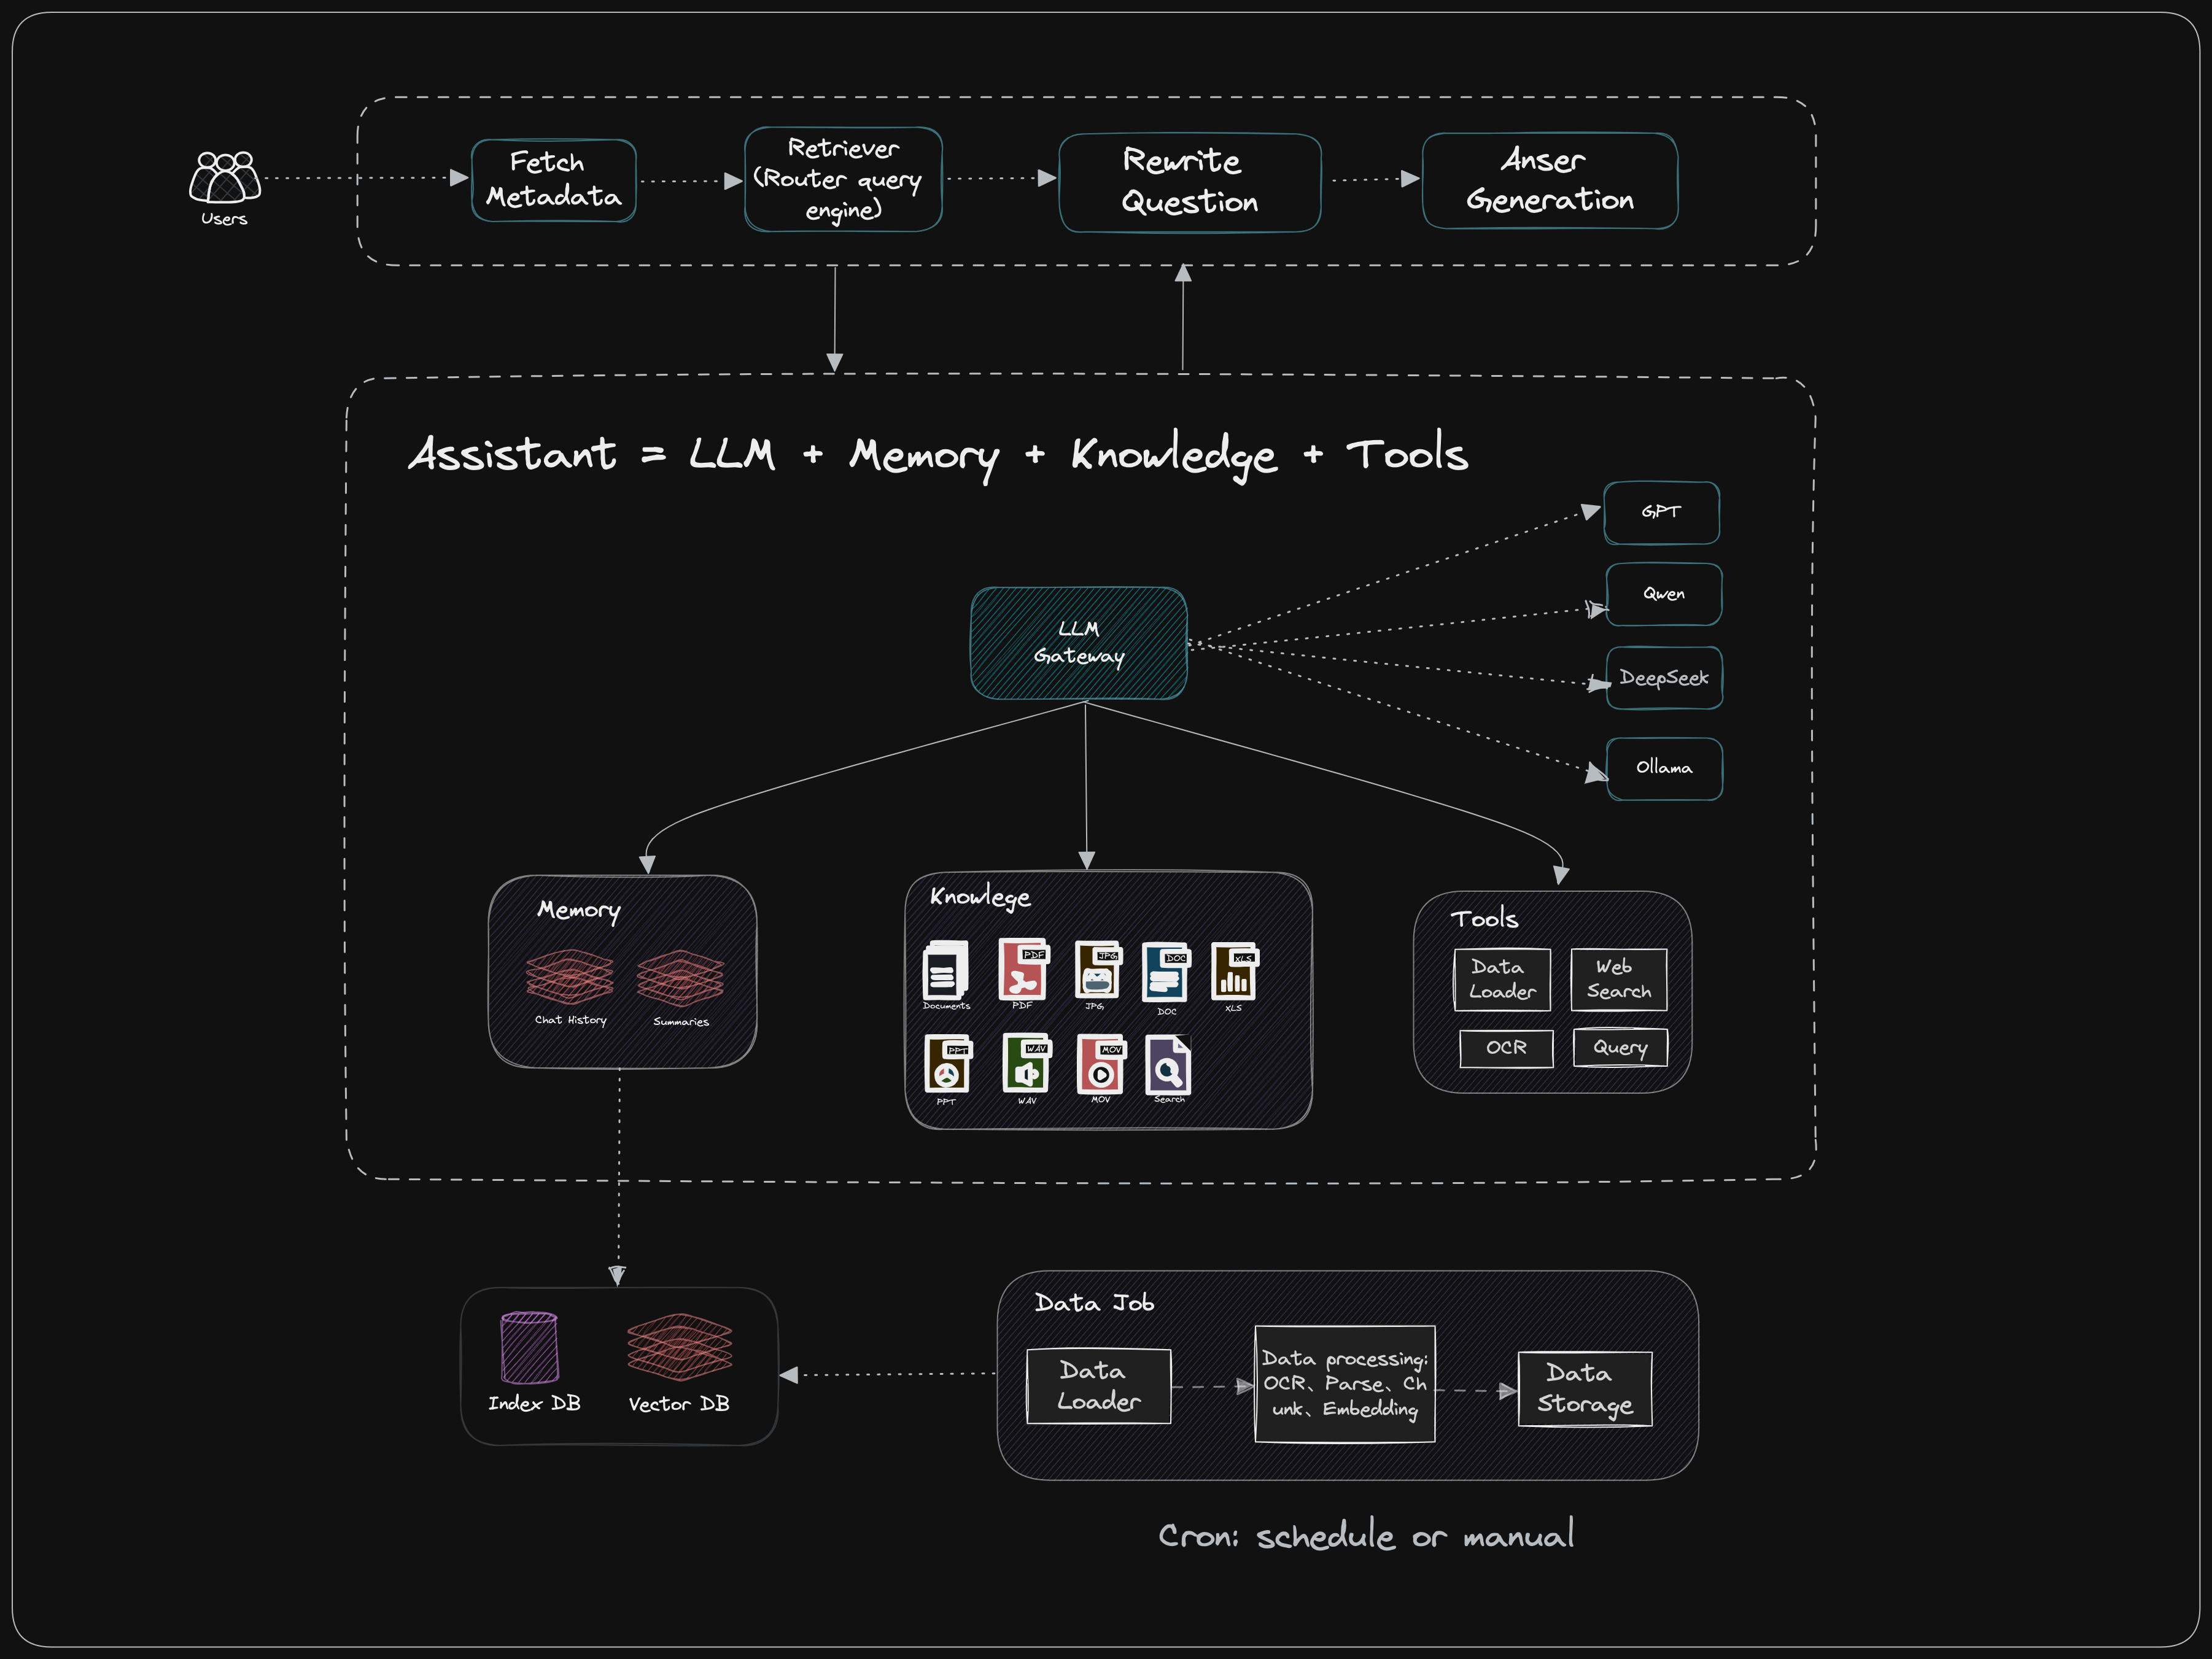 Users
Fetch
Metadata
Retriever
(Router query
engine)
Rewrite
Question
Anser
Generation
Assistant = LLM + Memory + Knowledge + Tools
GPT
Qwen
DeepSeek
Ollama
LLM
Gateway
Memory
Chat History
Summaries
Knowlege
PDF
JPG
DOC
XLS
Documents
PDF
JPG
DOC
XLS
PPT
WAV
MOV
PPT
WAV
MOV
Search
Tools
Data
Loader
Web
Search
OCR
Query
Index DB
Vector DB
Data Job
Data
Loader
Data processing:
OCR、Parse、Ch
unk、Embedding
Data
Storage
Cron: schedule or manual